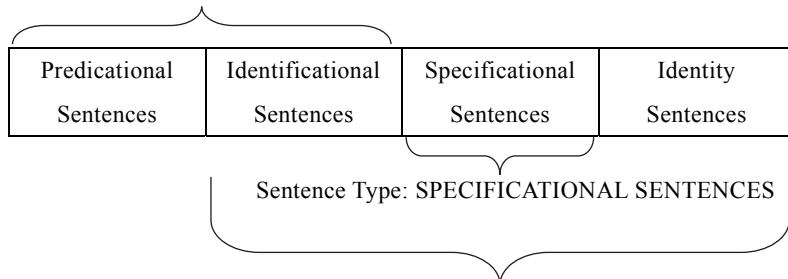 Predicational Identificational Specificational Identity
Sentences Sentences Sentences Sentences
Sentence Type: SPECIFICATIONAL SENTENCES